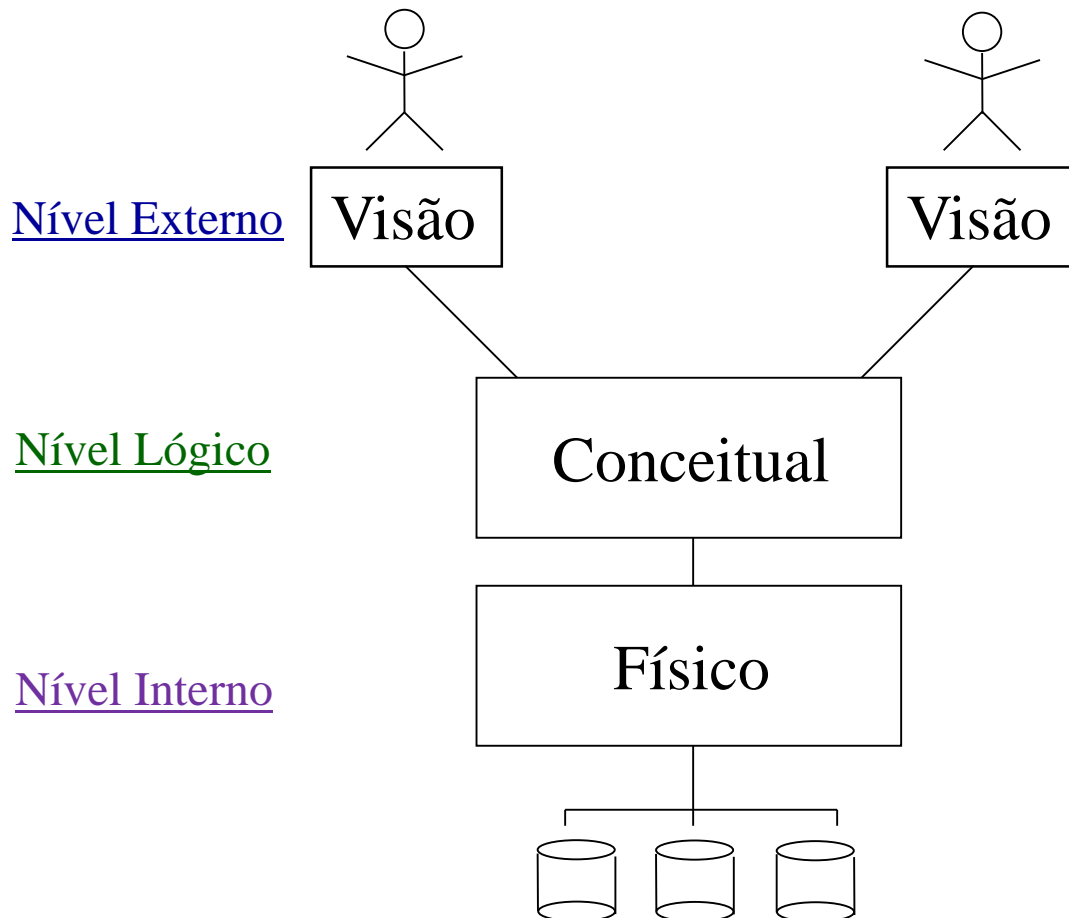 Nível Externo
Visão
Visão
Nível Lógico
Conceitual
Nível Interno
Físico